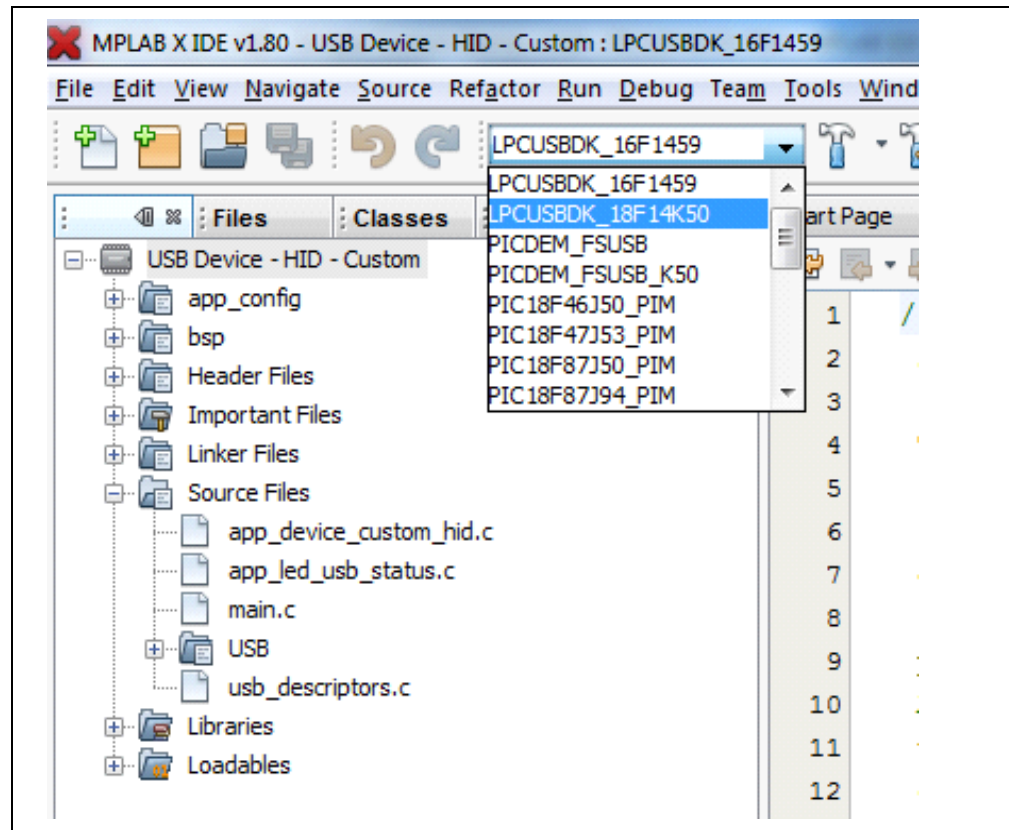 MPLAB X IDE v1.80 - USB Device - HID - Custom : LPCUSBDK_16F1459
File Edit View Navigate Source Refactor Run Debug Team Tools Wind
LPCUSBDK_16F1459
LPCUSBDK_16F1459
LPCUSBDK_18F14K50
PICDEM_FSUSB
PICDEM_FSUSB_K50
PIC18F46J50_PIM
PIC18F47J53_PIM
PIC18F87J50_PIM
PIC18F87J94_PIM
Files Classes art Page
USB Device - HID - Custom
app_config
bsp
Header Files
Important Files
Linker Files
Source Files
app_device_custom_hid.c
app_led_usb_status.c
main.c
USB
usb_descriptors.c
Libraries
Loadables
1 /
2
3
4
5
6
7
8
9
10
11
12